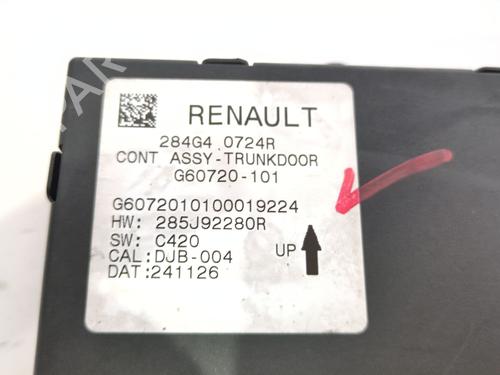 RENAULT
284G4 0724R
CONT ASSY-TRUNKDOOR
G60720-101
G6072010100019224
HW: 285J92280R
SW: C420
CAL:DJB-004
DAT:241126
UP